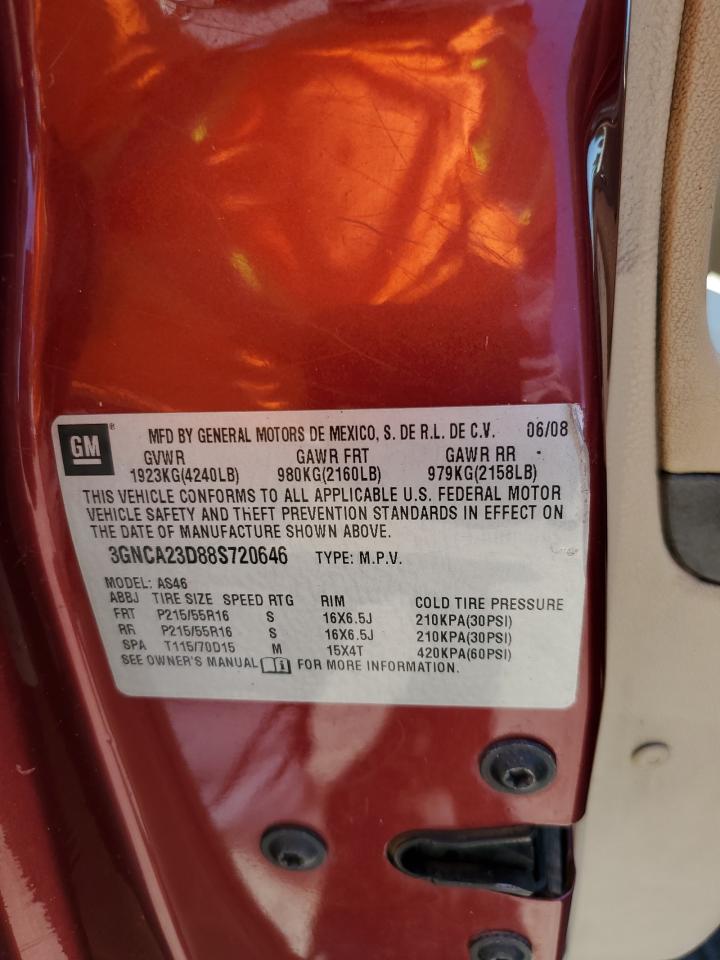 GM ® MFD BY GENERAL MOTORS DE MEXICO, S. DE R.L. DE C.V. 06/08
GVWR GAWR FRT GAWR RR
1923KG(4240LB) 980KG(2160LB) 979KG(2158LB)
THIS VEHICLE CONFORMS TO ALL APPLICABLE U.S. FEDERAL MOTOR
VEHICLE SAFETY AND THEFT PREVENTION STANDARDS IN EFFECT ON
THE DATE OF MANUFACTURE SHOWN ABOVE.
3GNCA23D88S720646 TYPE: M.P.V.
MODEL: AS46
ABBJ TIRE SIZE SPEED RTG RIM COLD TIRE PRESSURE
FRT P215/55R16 S 16X6.5J 210KPA(30PSI)
RR P215/55R16 S 16X6.5J 210KPA(30PSI)
SPA T115/70D15 M 15X4T 420KPA(60PSI)
SEE OWNER'S MANUAL FOR MORE INFORMATION.